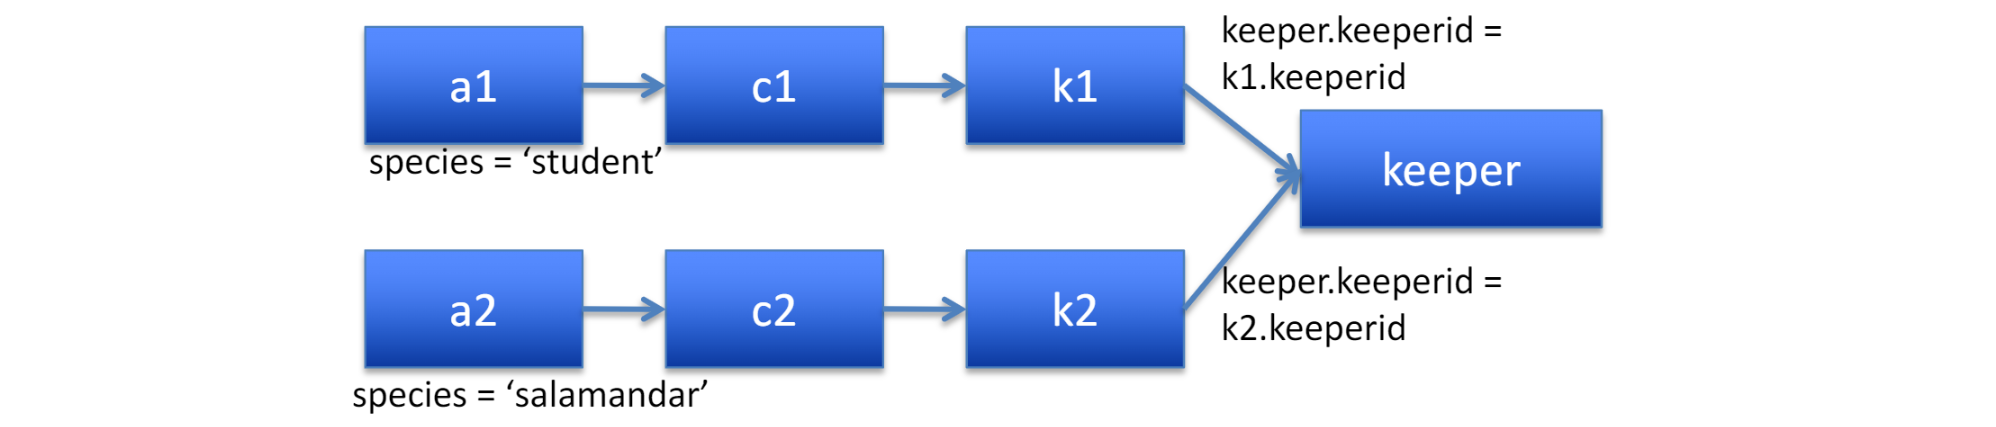 a1
c1
k1
keeper.keeperid =
k1.keeperid
species = ‘student’
keeper
a2
c2
k2
keeper.keeperid =
k2.keeperid
species = ‘salamandar’